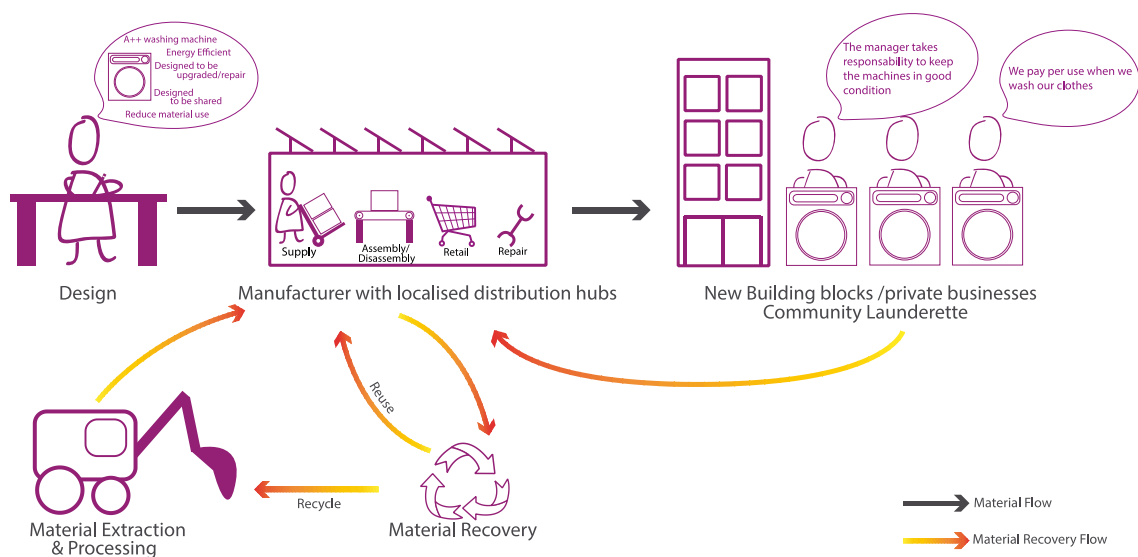 A++ washing machine
Energy Efficient
Designed to be
upgraded/repair
Designed
to be shared
Reduce material use
The manager takes
responsability to keep
the machines in good
condition
We pay per use when we
wash our clothes
Supply
Assembly/
Disassembly
Retail
Repair
Design
Manufacturer with localised distribution hubs
New Building blocks /private businesses
Community Launderette
Reuse
Recycle
Material Extraction
& Processing
Material Recovery
Material Flow
Material Recovery Flow